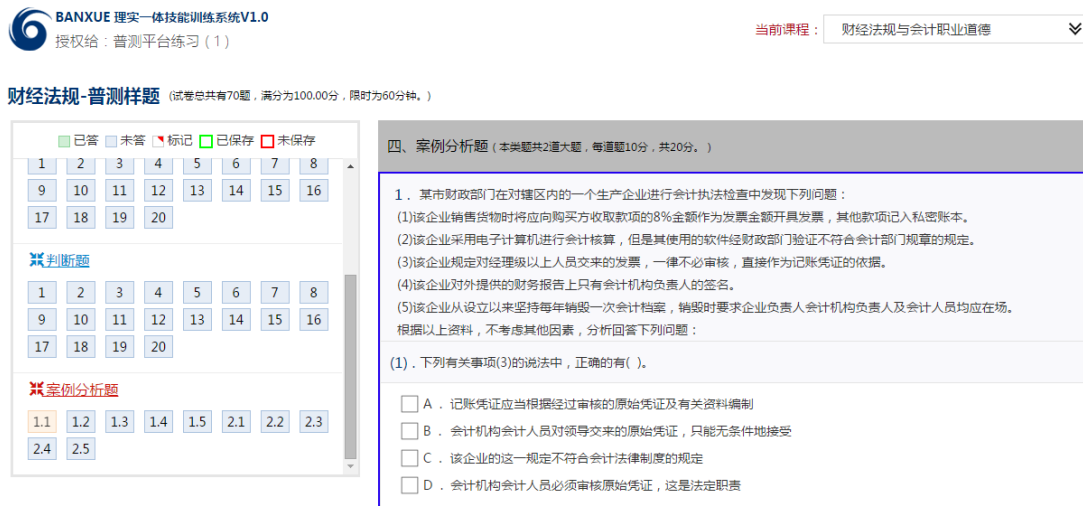 BANXUE 理实一体技能训练系统V1.0
授权给：普测平台练习（1）
当前课程：
财经法规与会计职业道德
财经法规-普测样题（试卷总共有70题，满分为100.00分，限时为60分钟。）
已答 未答 标记 已保存 未保存
1 2 3 4 5 6 7 8
9 10 11 12 13 14 15 16
17 18 19 20
判断题
1 2 3 4 5 6 7 8
9 10 11 12 13 14 15 16
17 18 19 20
案例分析题
1.1 1.2 1.3 1.4 1.5 2.1 2.2 2.3
2.4 2.5
四、案例分析题（本类题共2道大题，每道题10分，共20分。）
1．某市财政部门在对辖区内的一个生产企业进行会计执法检查中发现下列问题：
(1)该企业销售货物时将应向购买方收取款项的8%金额作为发票金额开具发票，其他款项记入私密账本。
(2)该企业采用电子计算机进行会计核算，但是其使用的软件经财政部门验证不符合会计部门规章的规定。
(3)该企业规定对经理级以上人员交来的发票，一律不必审核，直接作为记账凭证的依据。
(4)该企业对外提供的财务报告上只有会计机构负责人的签名。
(5)该企业从设立以来坚持每年销毁一次会计档案，销毁时要求企业负责人会计机构负责人及会计人员均应在场。
根据以上资料，不考虑其他因素，分析回答下列问题：
(1)．下列有关事项(3)的说法中，正确的有( )。
A．记账凭证应当根据经过审核的原始凭证及有关资料编制
B．会计机构会计人员对领导交来的原始凭证，只能无条件地接受
C．该企业的这一规定不符合会计法律制度的规定
D．会计机构会计人员必须审核原始凭证，这是法定职责